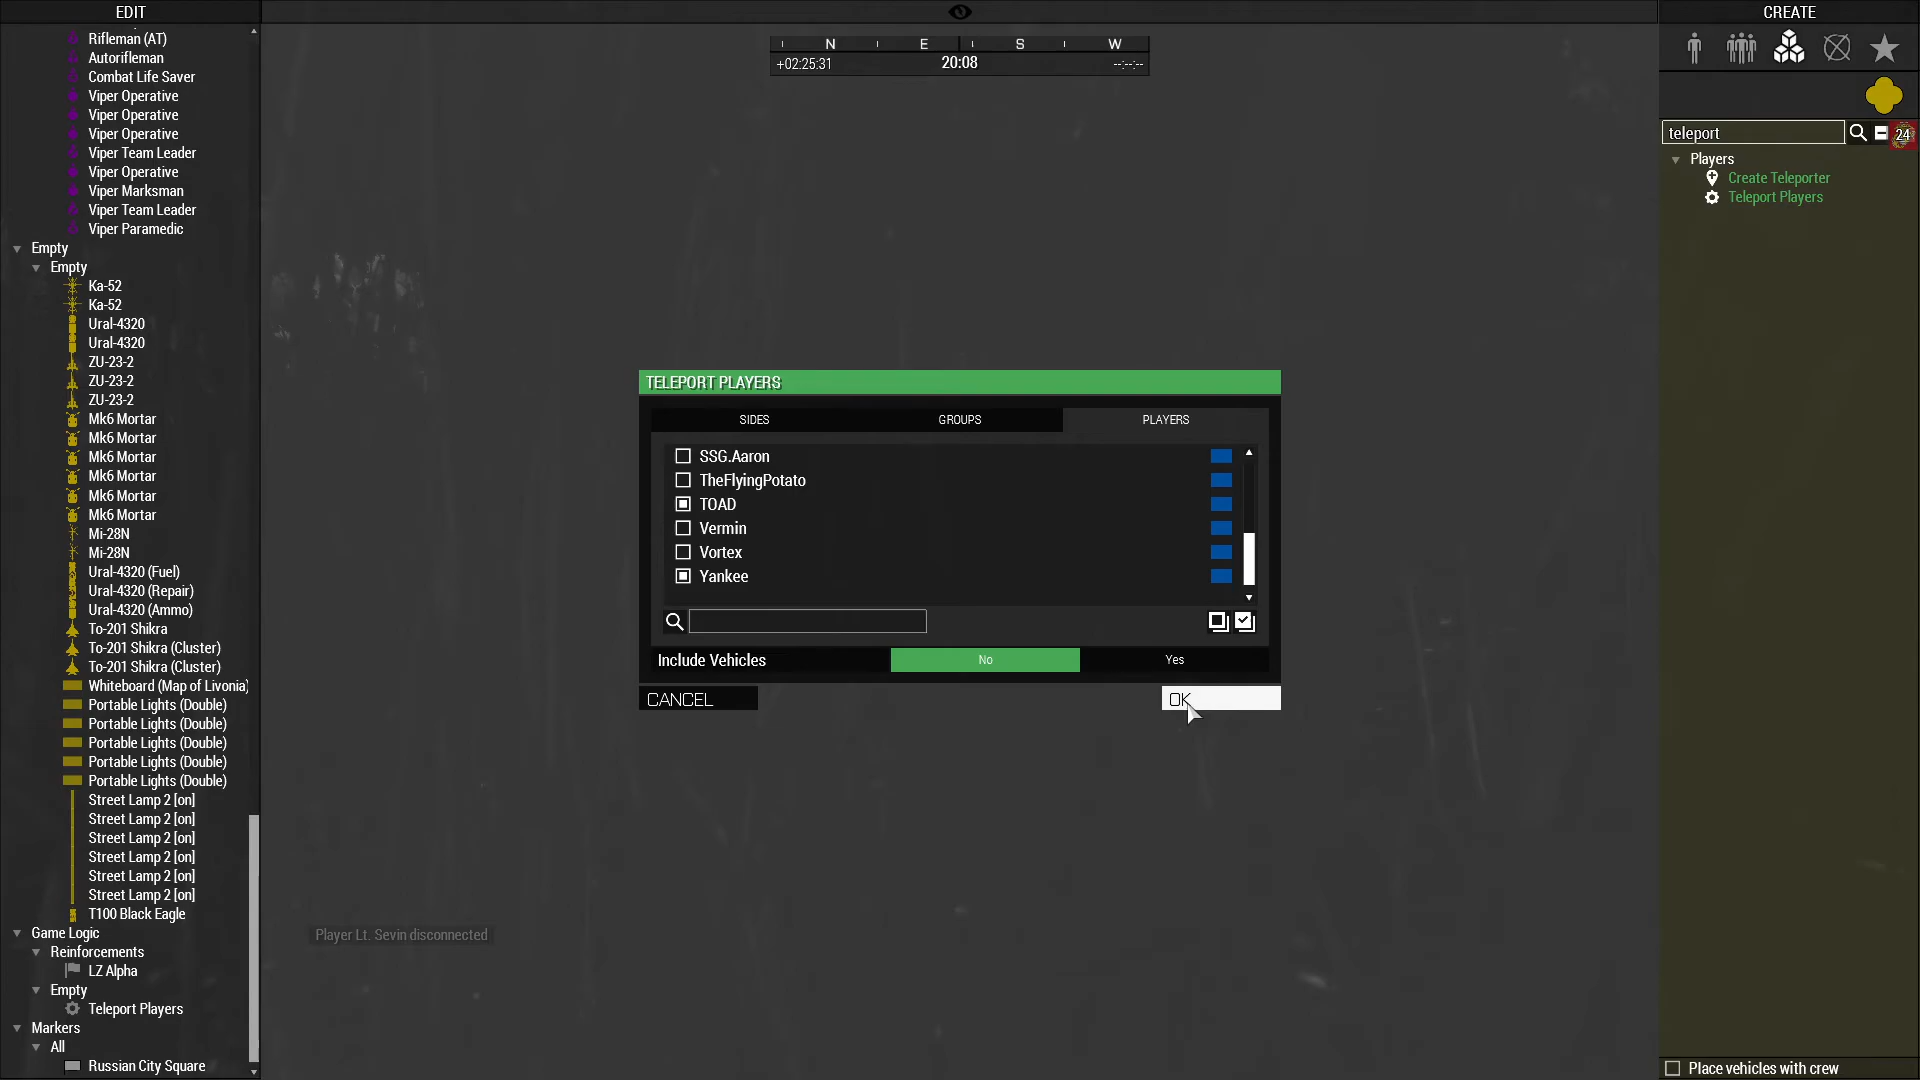 EDIT
Rifleman (AT)
Autorifleman
Combat Life Saver
Viper Operative
Viper Operative
Viper Operative
Viper Team Leader
Viper Operative
Viper Marksman
Viper Team Leader
Viper Paramedic
Empty
Empty
Ka-52
Ka-52
Ural-4320
Ural-4320
ZU-23-2
ZU-23-2
ZU-23-2
Mk6 Mortar
Mk6 Mortar
Mk6 Mortar
Mk6 Mortar
Mk6 Mortar
Mk6 Mortar
Mi-28N
Mi-28N
Ural-4320 (Fuel)
Ural-4320 (Repair)
Ural-4320 (Ammo)
To-201 Shikra
To-201 Shikra (Cluster)
To-201 Shikra (Cluster)
Whiteboard (Map of Livonia)
Portable Lights (Double)
Portable Lights (Double)
Portable Lights (Double)
Portable Lights (Double)
Portable Lights (Double)
Street Lamp 2 [on]
Street Lamp 2 [on]
Street Lamp 2 [on]
Street Lamp 2 [on]
Street Lamp 2 [on]
Street Lamp 2 [on]
T100 Black Eagle
Game Logic
Reinforcements
LZ Alpha
Empty
Teleport Players
Markers
All
Russian City Square
N E S W
+02:25:31 20:08 --:--:--
TELEPORT PLAYERS
SIDES GROUPS PLAYERS
SSG.Aaron
TheFlyingPotato
TOAD
Vermin
Vortex
Yankee
Include Vehicles No Yes
CANCEL OK
Player Lt. Sevin disconnected
CREATE
teleport
24
Players
Create Teleporter
Teleport Players
Place vehicles with crew